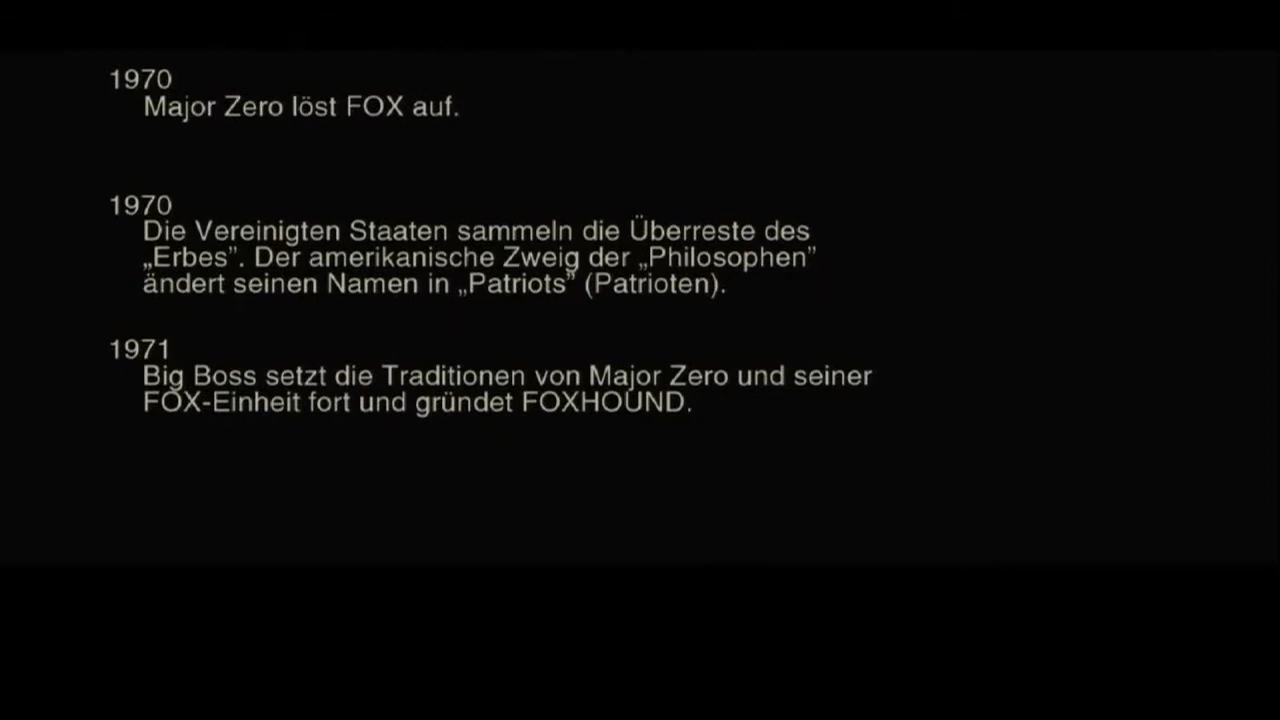 1970
Major Zero löst FOX auf.
1970
Die Vereinigten Staaten sammeln die Überreste des
„Erbes”. Der amerikanische Zweig der „Philosophen”
ändert seinen Namen in „Patriots” (Patrioten).
1971
Big Boss setzt die Traditionen von Major Zero und seiner
FOX-Einheit fort und gründet FOXHOUND.